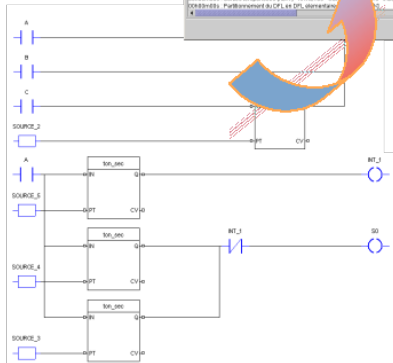 00h00m00s Partitionnement du DFL en DFL elementaires
A
B
C
SOURCE_2
PT CV
A
ton_sec
INT_1
IN Q
SOURCE_5
PT CV
ton_sec
INT_1
S0
IN Q
SOURCE_4
PT CV
ton_sec
IN Q
SOURCE_3
PT CV